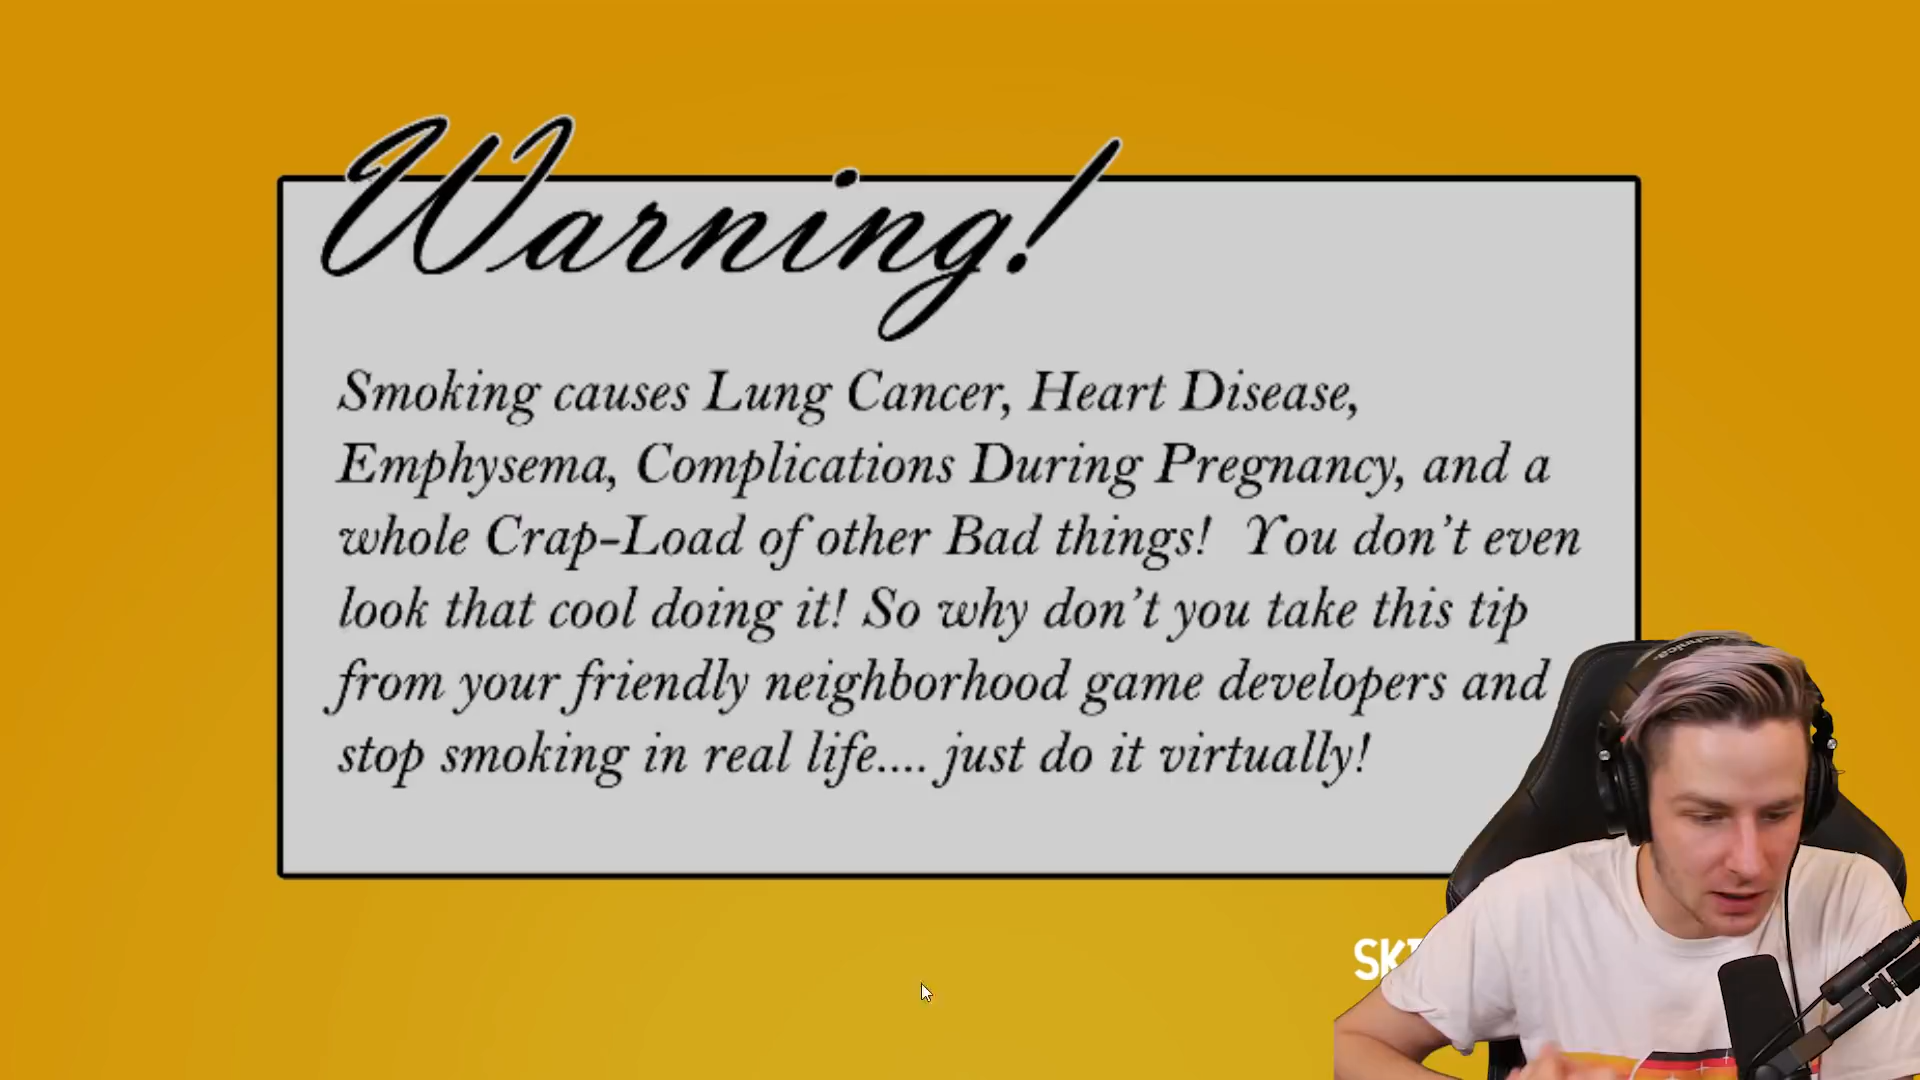 Warning!
Smoking causes Lung Cancer, Heart Disease,
Emphysema, Complications During Pregnancy, and a
whole Crap-Load of other Bad things!  You don't even
look that cool doing it! So why don't you take this tip
from your friendly neighborhood game developers and
stop smoking in real life.... just do it virtually!